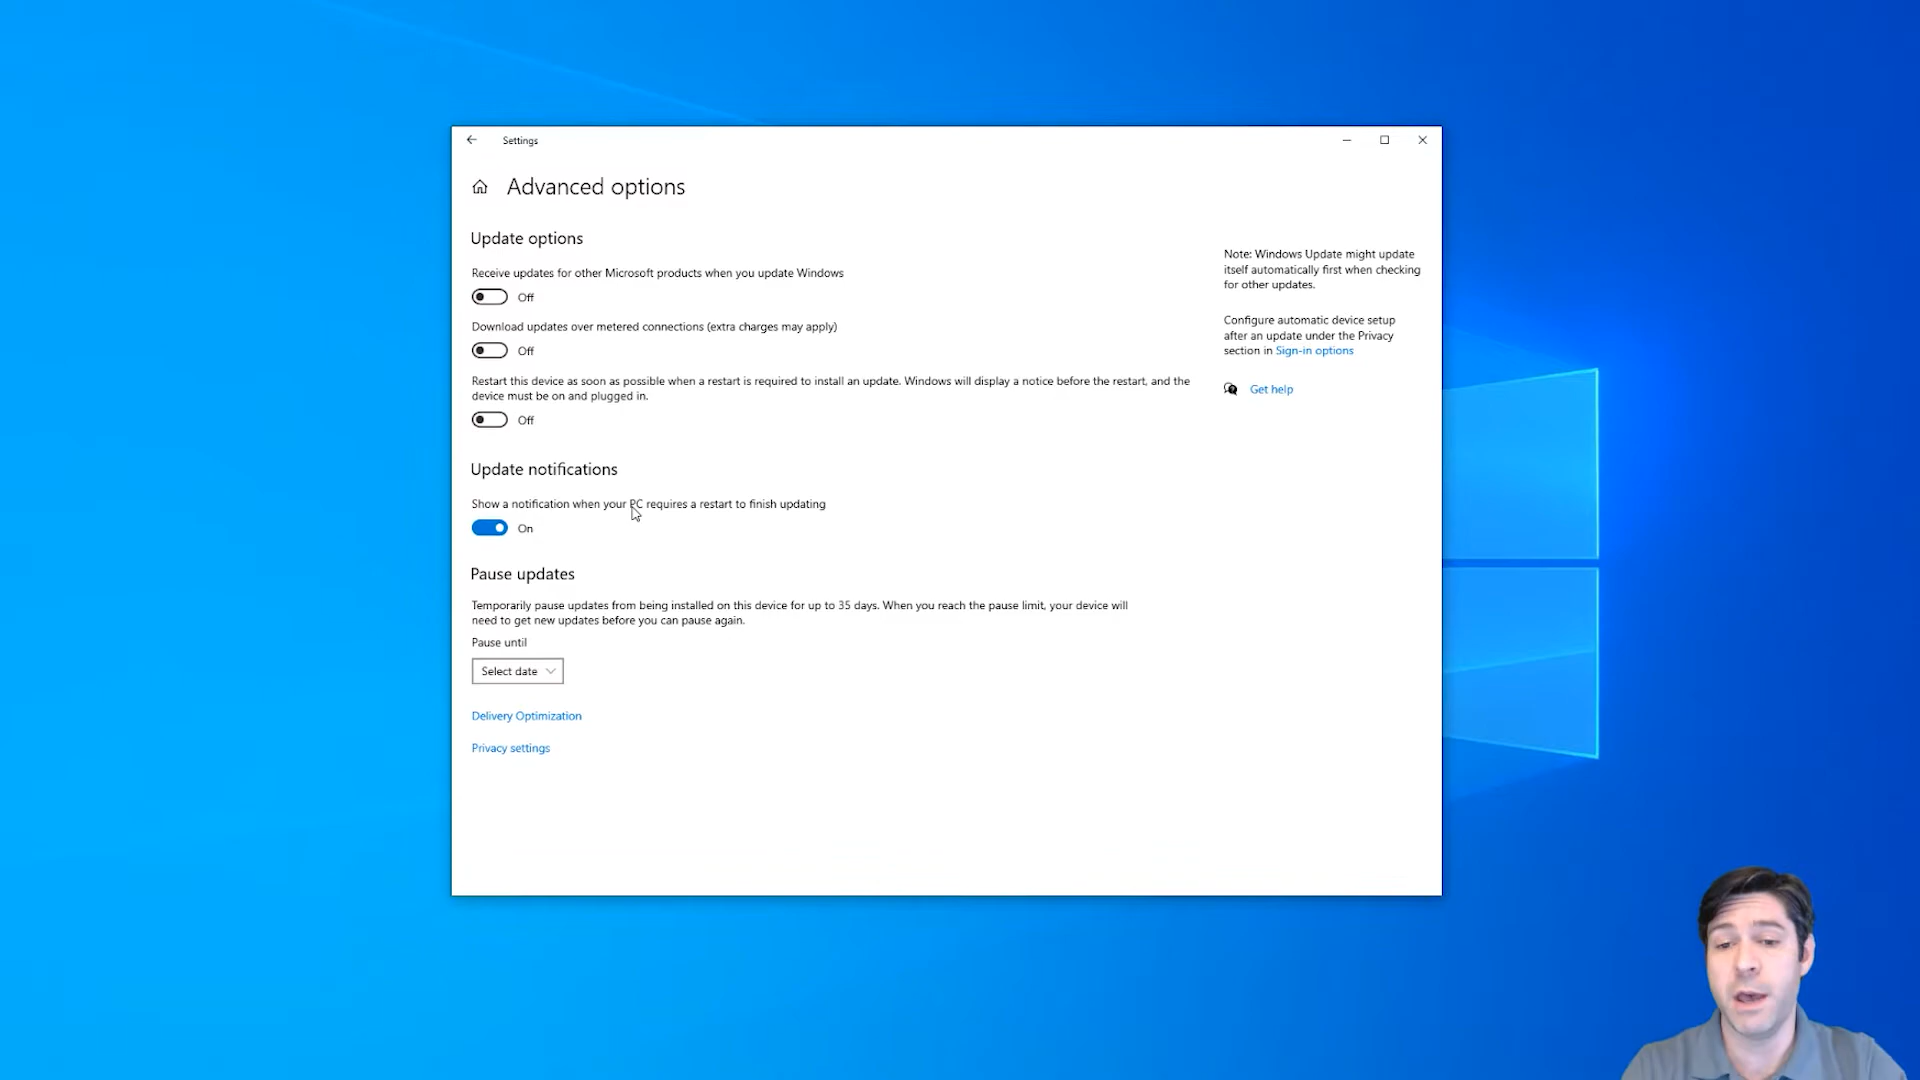 Settings
Advanced options
Update options
Receive updates for other Microsoft products when you update Windows
Off
Download updates over metered connections (extra charges may apply)
Off
Restart this device as soon as possible when a restart is required to install an update. Windows will display a notice before the restart, and the
device must be on and plugged in.
Off
Update notifications
Show a notification when your PC requires a restart to finish updating
On
Pause updates
Temporarily pause updates from being installed on this device for up to 35 days. When you reach the pause limit, your device will
need to get new updates before you can pause again.
Pause until
Select date
Delivery Optimization
Privacy settings
Note: Windows Update might update
itself automatically first when checking
for other updates.
Configure automatic device setup
after an update under the Privacy
section in Sign-in options
Get help